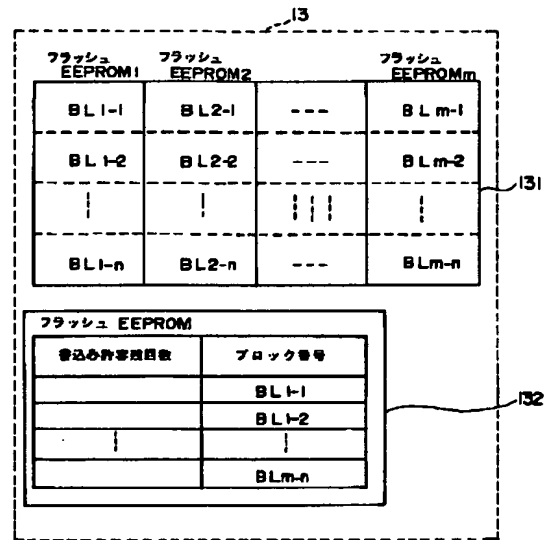 13
フラッシュ フラッシュ フラッシュ
EEPROM1 EEPROM2 EEPROMm
BL1-1 BL2-1 --- BLm-1
BL1-2 BL2-2 --- BLm-2
131
BL1-n BL2-n --- BLm-n
フラッシュ EEPROM
書込み許容残回数 ブロック番号
BL1-1
132
BL1-2
BLm-n